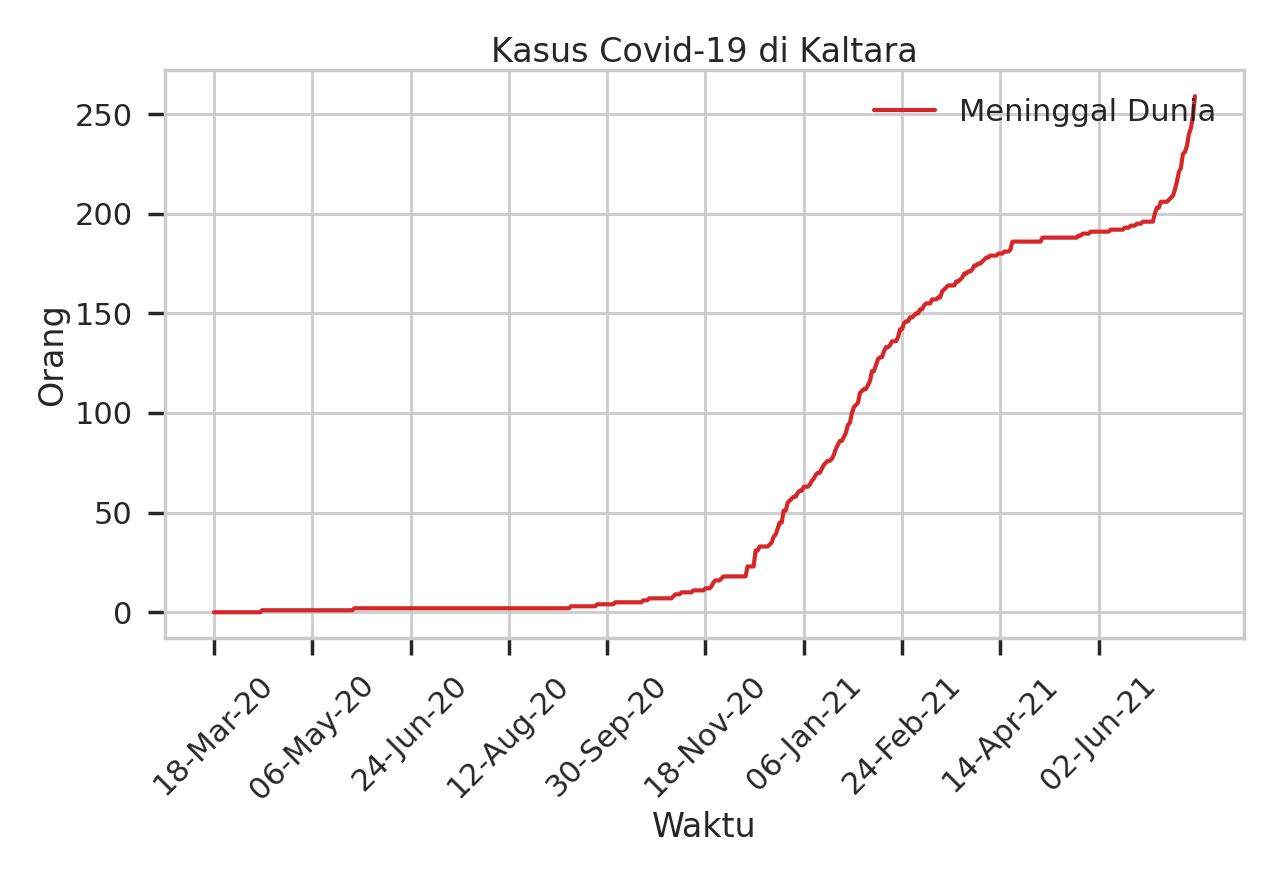 Kasus Covid-19 di Kaltara
Meninggal Dunia
250
200
150
100
50
0
Orang
18-Mar-20
06-May-20
24-Jun-20
12-Aug-20
30-Sep-20
18-Nov-20
06-Jan-21
24-Feb-21
14-Apr-21
02-Jun-21
Waktu